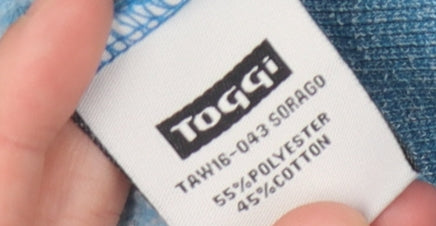 TOGGi
TAW16-043 SORAGO
55%POLYESTER
45%COTTON